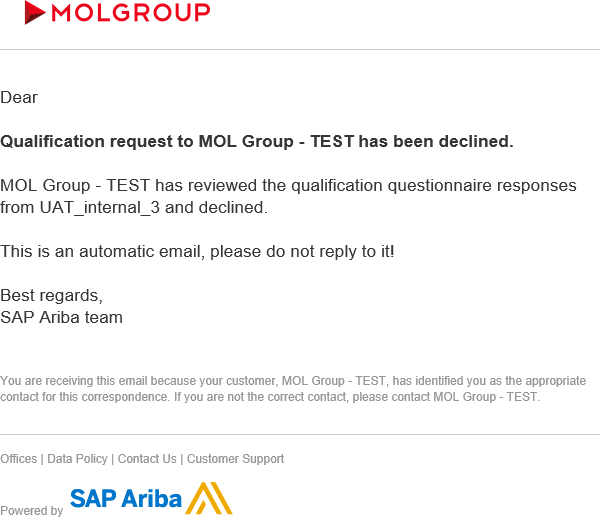 MOLGROUP
Dear
Qualification request to MOL Group - TEST has been declined.
MOL Group - TEST has reviewed the qualification questionnaire responses
from UAT_internal_3 and declined.
This is an automatic email, please do not reply to it!
Best regards,
SAP Ariba team
You are receiving this email because your customer, MOL Group - TEST, has identified you as the appropriate
contact for this correspondence. If you are not the correct contact, please contact MOL Group - TEST.
Offices | Data Policy | Contact Us | Customer Support
Powered by SAP Ariba